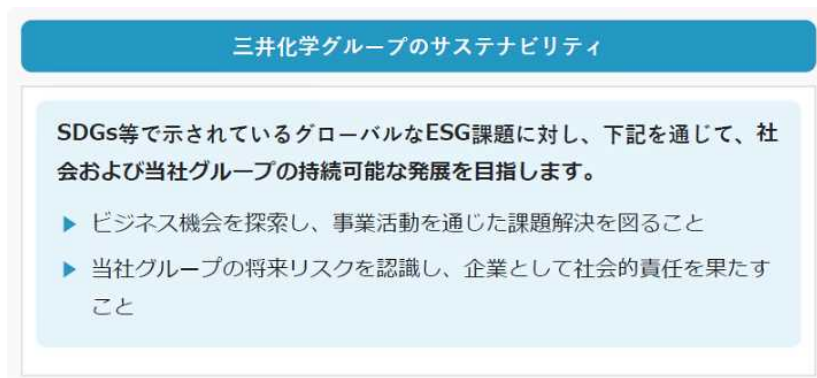 三井化学グループのサステナビリティ
SDGs等で示されているグローバルなESG課題に対し、下記を通じて、社
会および当社グループの持続可能な発展を目指します。
▶ ビジネス機会を探索し、事業活動を通じた課題解決を図ること
▶ 当社グループの将来リスクを認識し、企業として社会的責任を果たす
こと